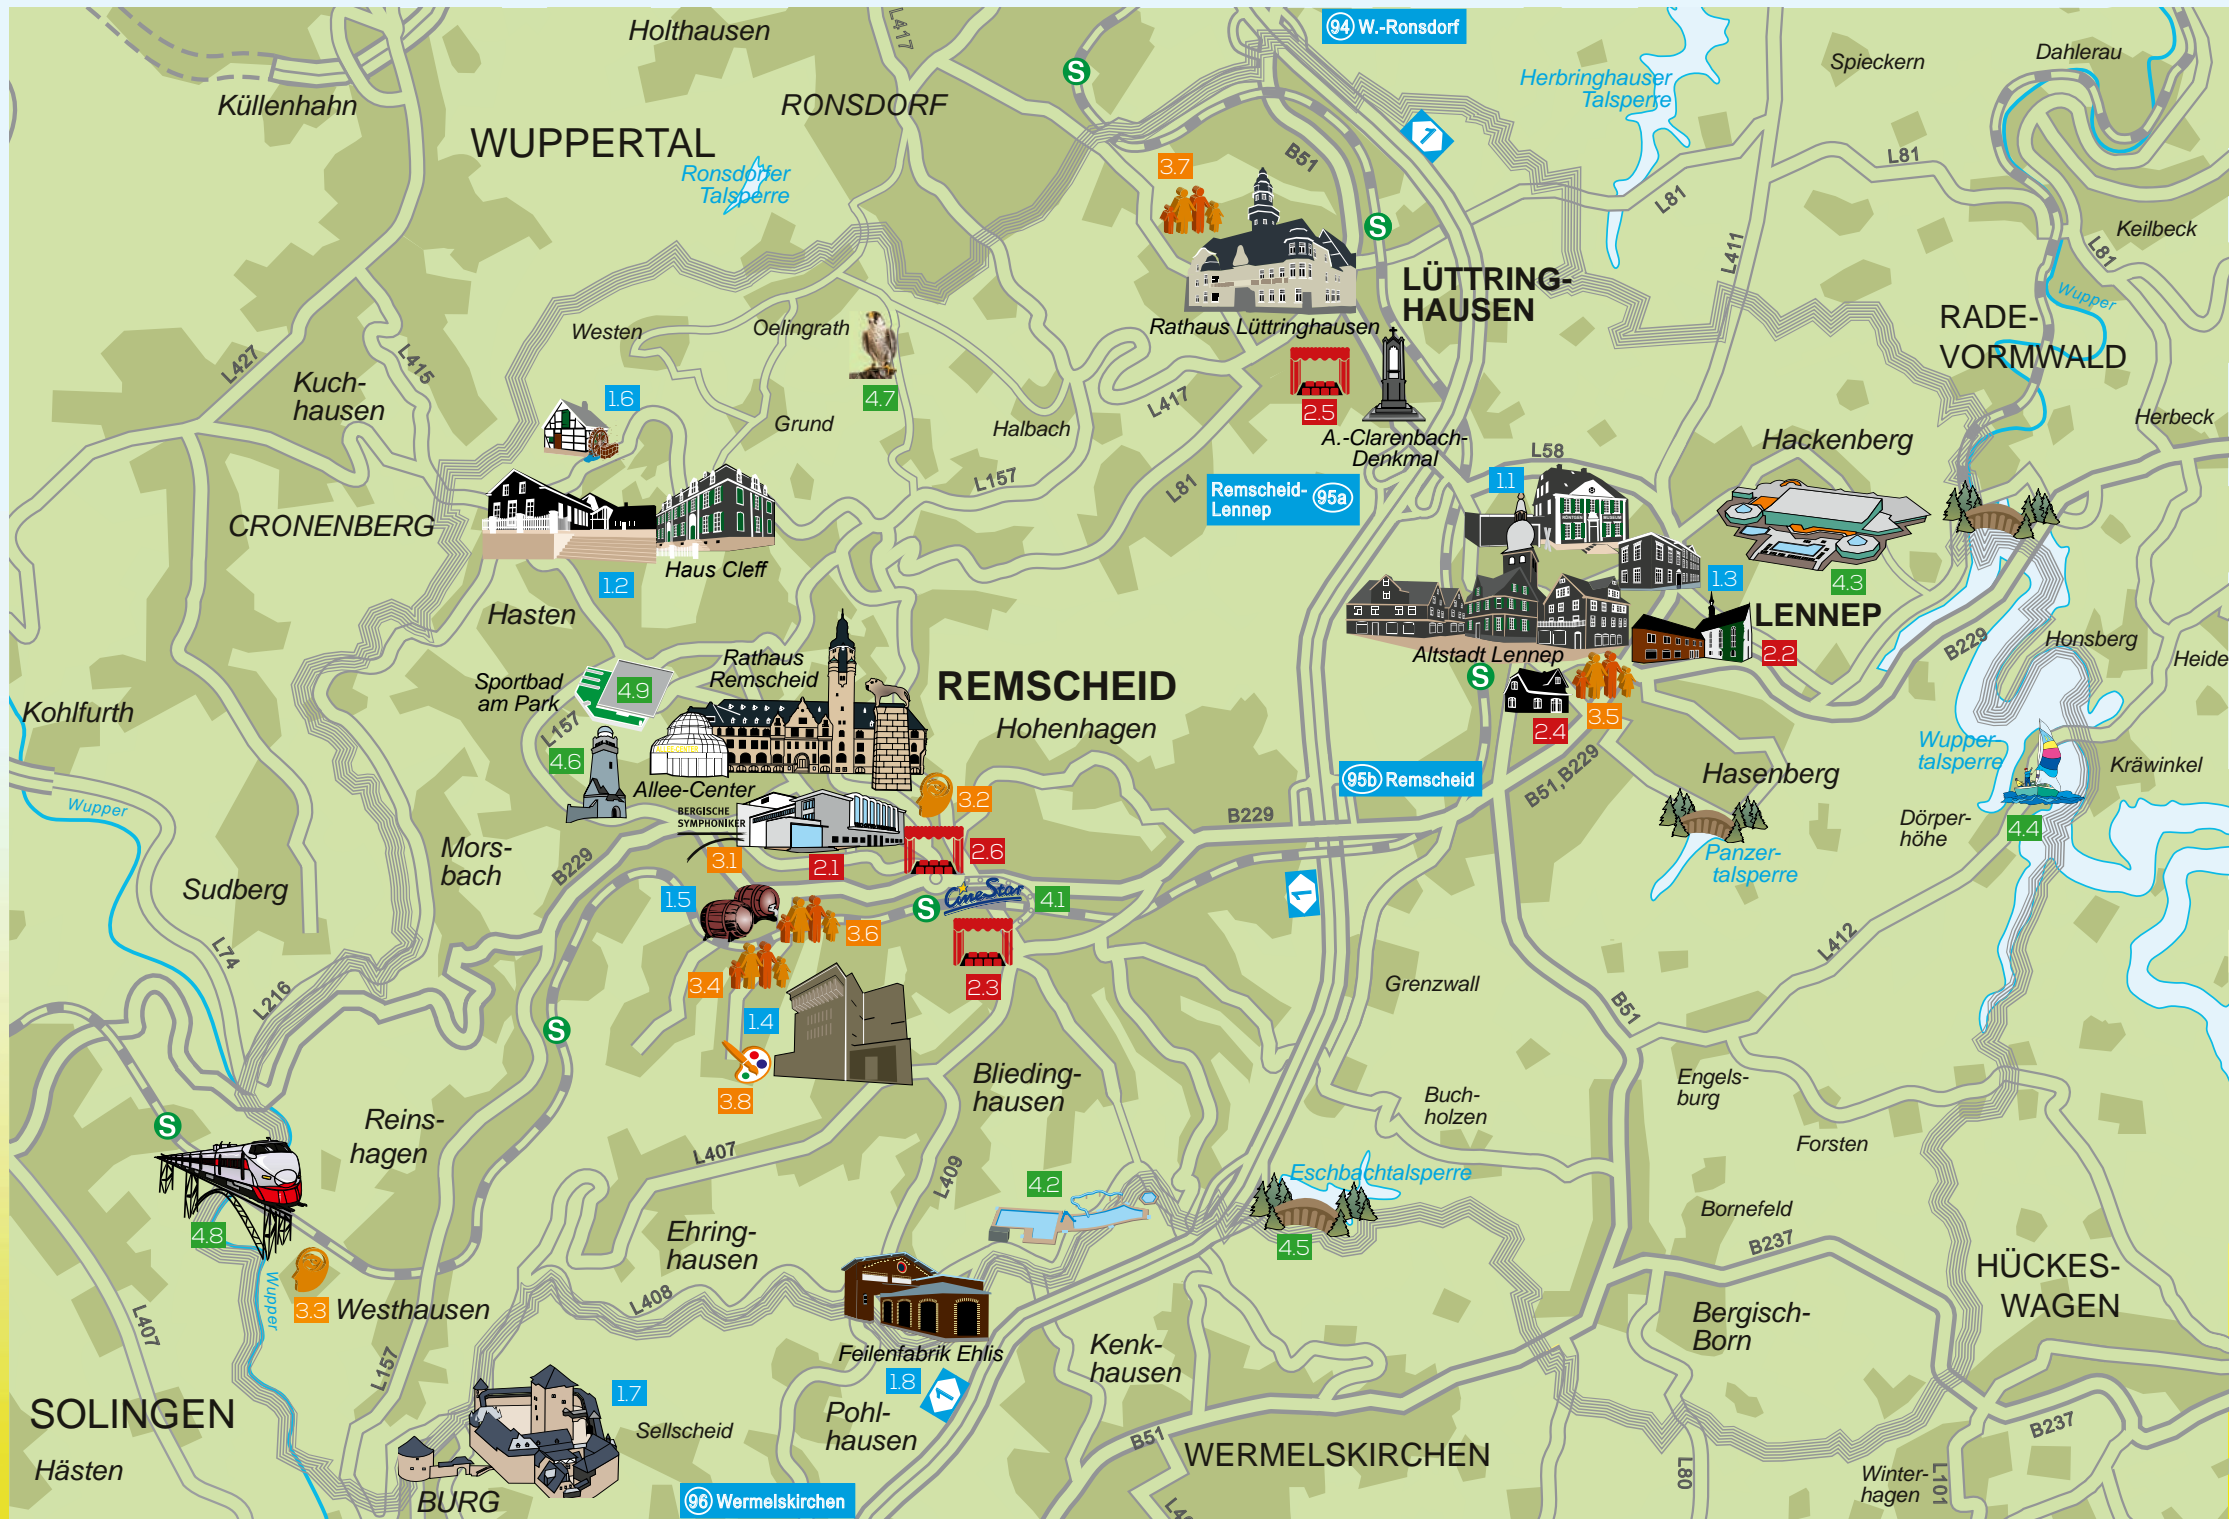 Holthausen
L417
94 W.-Ronsdorf
Herbringhauser
Talsperre
Spieckern
Dahlerau
Küllenhahn
RONSDORF
S
1
WUPPERTAL
Ronsdorfer
Talsperre
3.7
B51
L81
L81
S
L411
Keilbeck
L81
LÜTTRING-
HAUSEN
Wupper
RADE-
VORMWALD
Westen
Oelingrath
Rathaus Lüttringhausen
L427
L415
Kuch-
hausen
1.6
4.7
2.5
L417
Grund
Halbach
A.-Clarenbach-
Denkmal
Herbeck
Hackenberg
L58
L157
L81
Remscheid-
Lennep
95a
1.1
RÖNTGEN MUSEUM
CRONENBERG
Haus Cleff
1.2
1.3
4.3
Hasten
LENNEP
B229
Honsberg
Heide
Rathaus
Remscheid
Altstadt Lennep
2.2
S
Sportbad
am Park
4.9
REMSCHEID
Hohenhagen
2.4
3.5
Kohlfurth
L157
4.6
ALLEE-CENTER
Allee-Center
Wupper-
talsperre
Kräwinkel
95b Remscheid
B51, B229
Hasenberg
Wupper
BERGISCHE
SYMPHONIKER
3.2
B229
Dörper-
höhe
4.4
Mors-
bach
B229
3.1
2.1
2.6
Panzer-
talsperre
Sudberg
1.5
S
CineStar
4.1
1
3.6
L74
L216
3.4
2.3
L412
Grenzwall
B51
1.4
S
3.8
Blieding-
hausen
Engels-
burg
Buch-
holzen
Reins-
hagen
S
Forsten
L407
L409
4.2
Eschbachtalsperre
4.8
Ehring-
hausen
4.5
Bornefeld
B237
Wupper
3.3 Westhausen
L408
HÜCKES-
WAGEN
L407
L157
Feilenfabrik Ehlis
1.8
1
Kenk-
hausen
Bergisch-
Born
1.7
SOLINGEN
Sellscheid
Pohl-
hausen
B51
B237
WERMELSKIRCHEN
Hästen
L80
Winter-
hagen
L101
BURG
96 Wermelskirchen